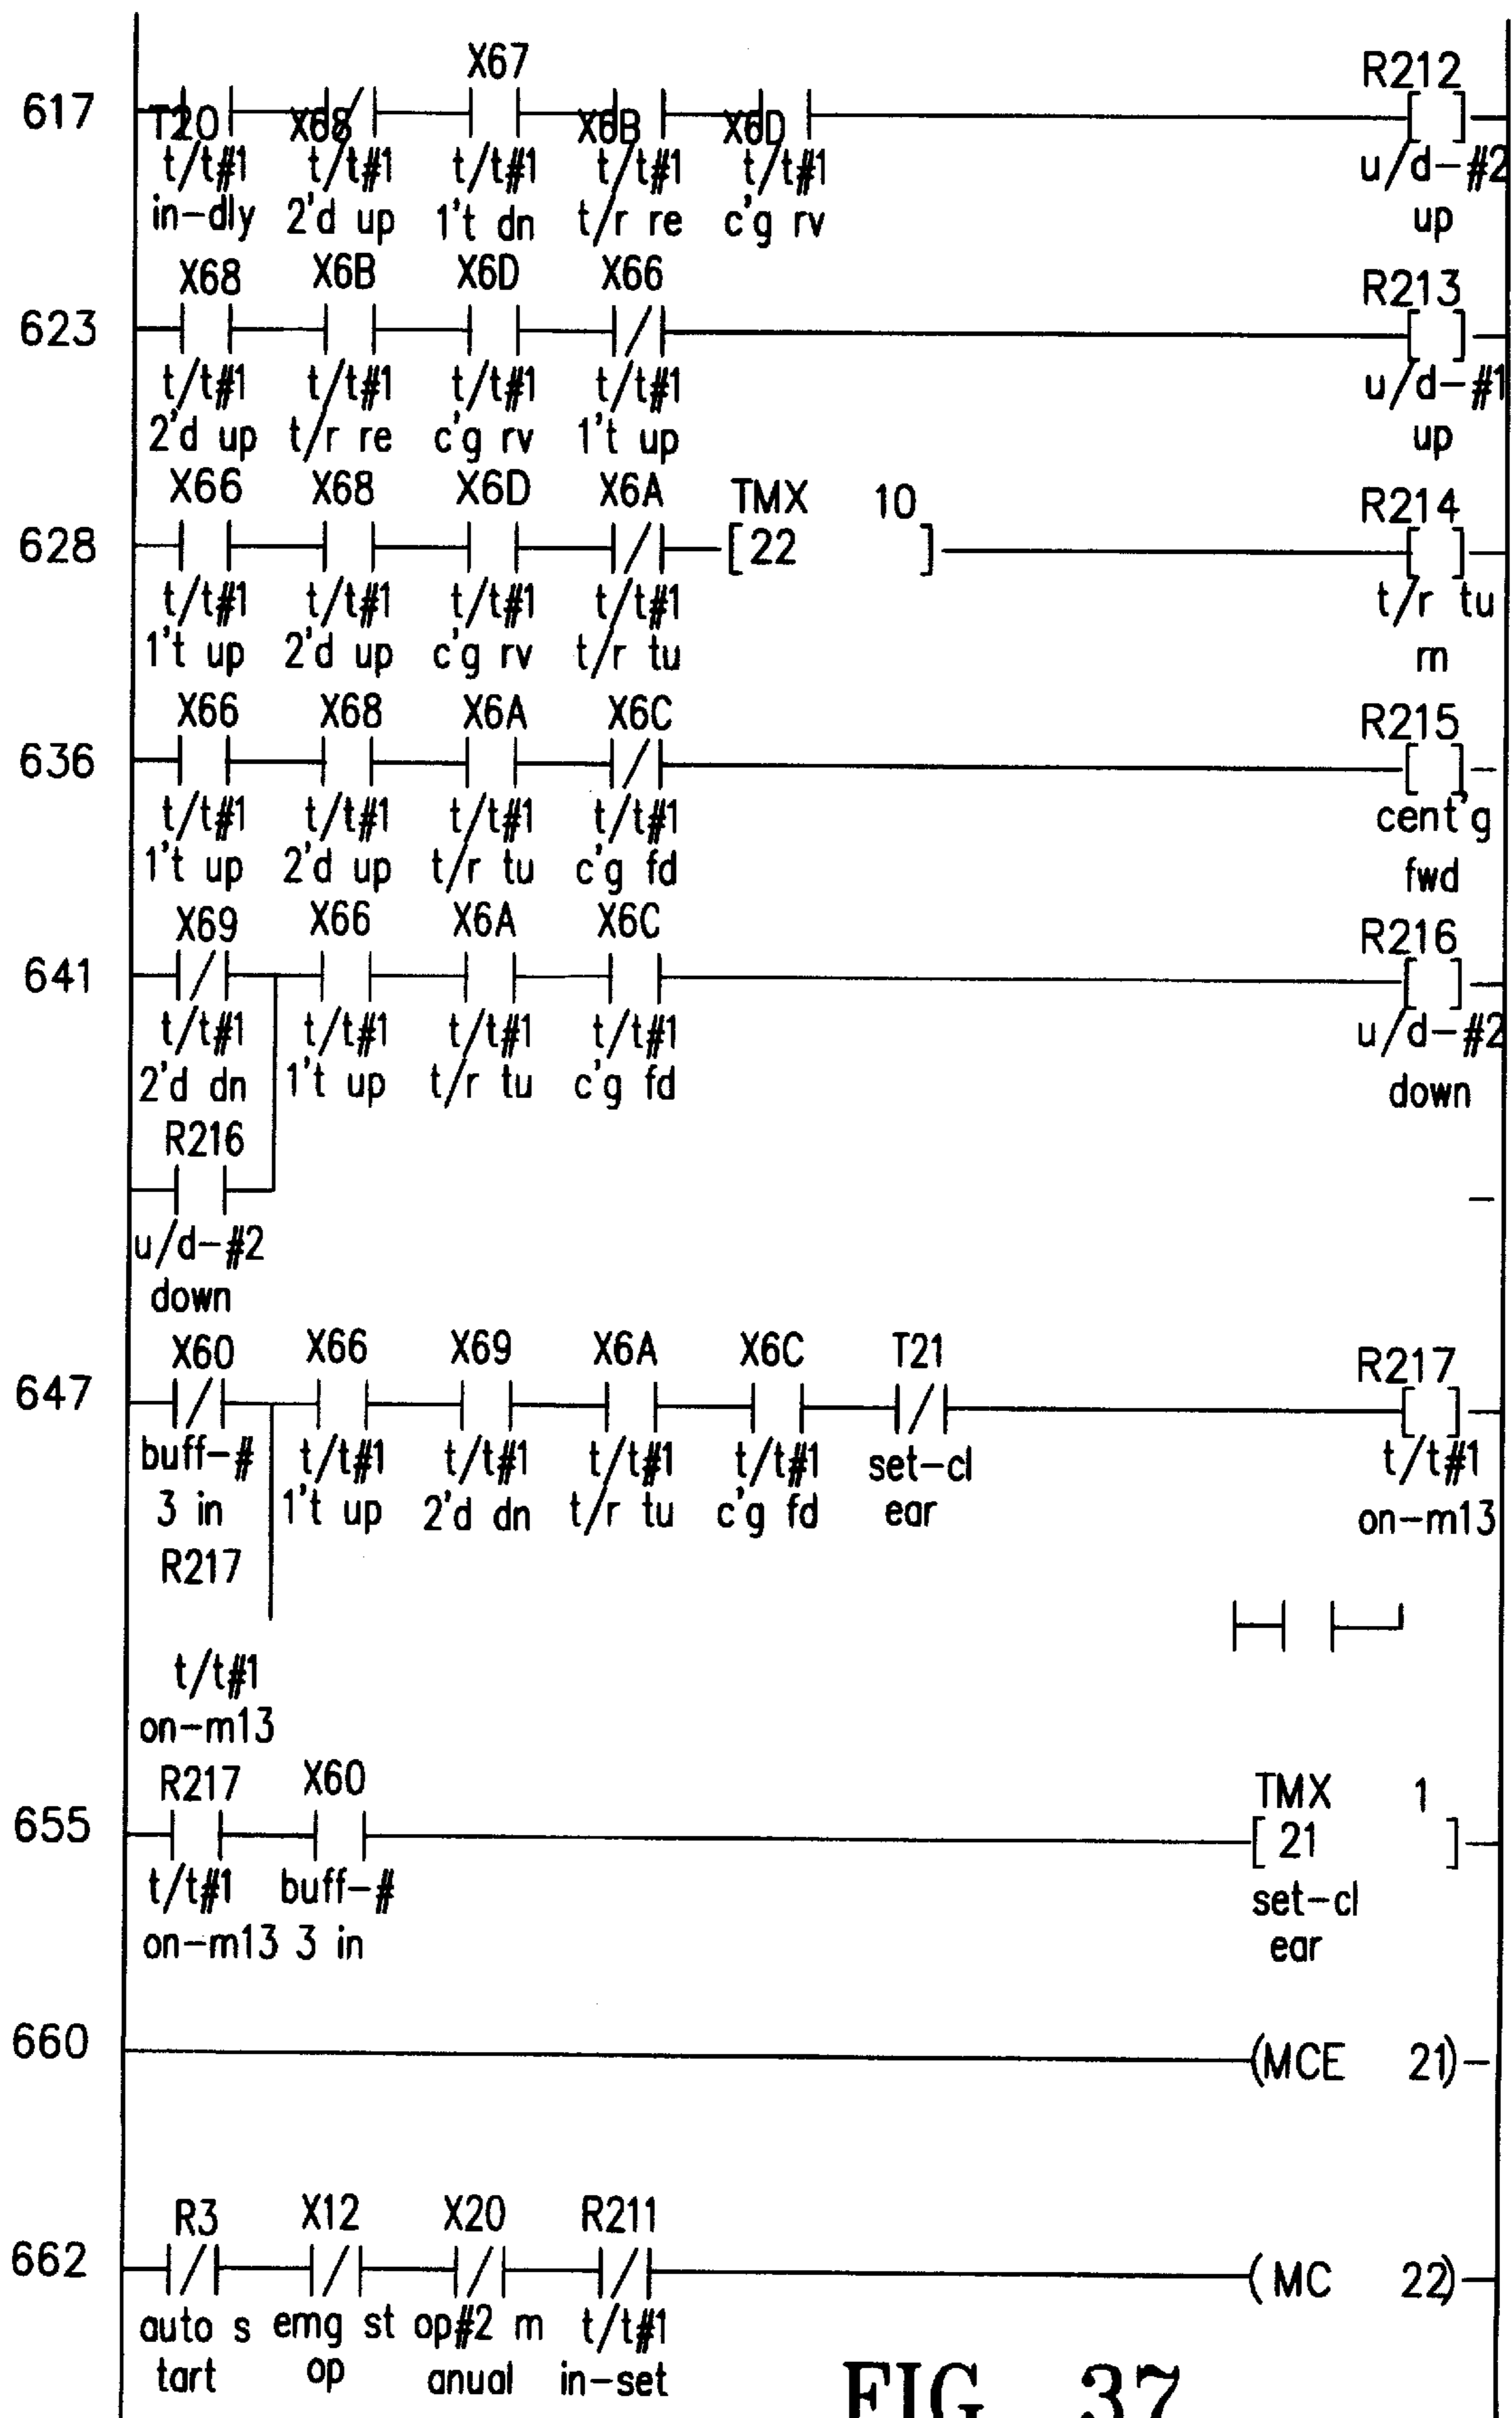 X67 R212
617 T20 X68 X6B X6D
t/t#1 t/t#1 t/t#1 t/t#1 t/t#1 u/d-#2
in-dly 2'd up 1't dn t/r re c'g rv up
X68 X6B X6D X66 R213
623
t/t#1 t/t#1 t/t#1 t/t#1 u/d-#1
2'd up t/r re c'g rv 1't up up
X66 X68 X6D X6A TMX 10 R214
628 [22 ]
t/t#1 t/t#1 t/t#1 t/t#1 t/r tu
1't up 2'd up c'g rv t/r tu rn
X66 X68 X6A X6C R215
636
t/t#1 t/t#1 t/t#1 t/t#1 cent'g
1't up 2'd up t/r tu c'g fd fwd
X69 X66 X6A X6C R216
641
t/t#1 t/t#1 t/t#1 t/t#1 u/d-#2
2'd dn 1't up t/r tu c'g fd down
R216
u/d-#2
down
X60 X66 X69 X6A X6C T21 R217
647
buff-# t/t#1 t/t#1 t/t#1 t/t#1 set-cl t/t#1
3 in 1't up 2'd dn t/r tu c'g fd ear on-m13
R217
t/t#1
on-m13
R217 X60 TMX 1
655 [ 21 ]
t/t#1 buff-# set-cl
on-m13 3 in ear
660 (MCE 21)
R3 X12 X20 R211
662 ( MC 22)
auto s emg st op#2 m t/t#1
tart op anual in-set
FIG. 37